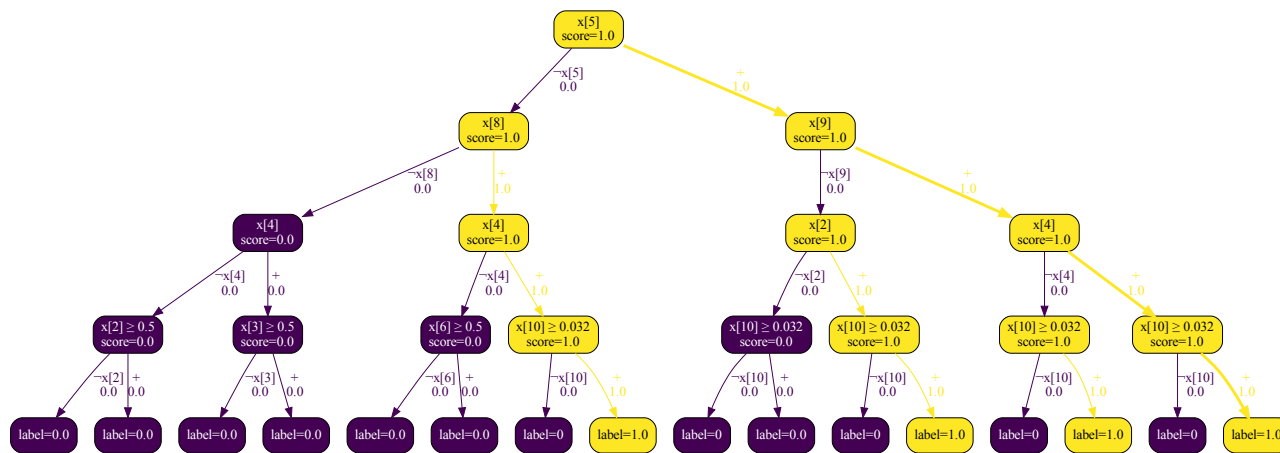 x[5]
score=1.0
¬x[5]
0.0
+
1.0
x[8]
score=1.0
x[9]
score=1.0
¬x[8]
0.0
+
1.0
¬x[9]
0.0
+
1.0
x[4]
score=0.0
x[4]
score=1.0
x[2]
score=1.0
x[4]
score=1.0
¬x[4]
0.0
+
0.0
¬x[4]
0.0
+
1.0
¬x[2]
0.0
+
1.0
¬x[4]
0.0
+
1.0
x[2] ≥ 0.5
score=0.0
x[3] ≥ 0.5
score=0.0
x[6] ≥ 0.5
score=0.0
x[10] ≥ 0.032
score=1.0
x[10] ≥ 0.032
score=0.0
x[10] ≥ 0.032
score=1.0
x[10] ≥ 0.032
score=1.0
x[10] ≥ 0.032
score=1.0
¬x[2]
0.0
+
0.0
¬x[3]
0.0
+
0.0
¬x[6]
0.0
+
0.0
¬x[10]
0.0
+
1.0
¬x[10]
0.0
+
0.0
¬x[10]
0.0
+
1.0
¬x[10]
0.0
+
1.0
¬x[10]
0.0
+
1.0
label=0.0
label=0.0
label=0.0
label=0.0
label=0.0
label=0.0
label=0
label=1.0
label=0
label=0.0
label=0
label=1.0
label=0
label=1.0
label=0
label=1.0